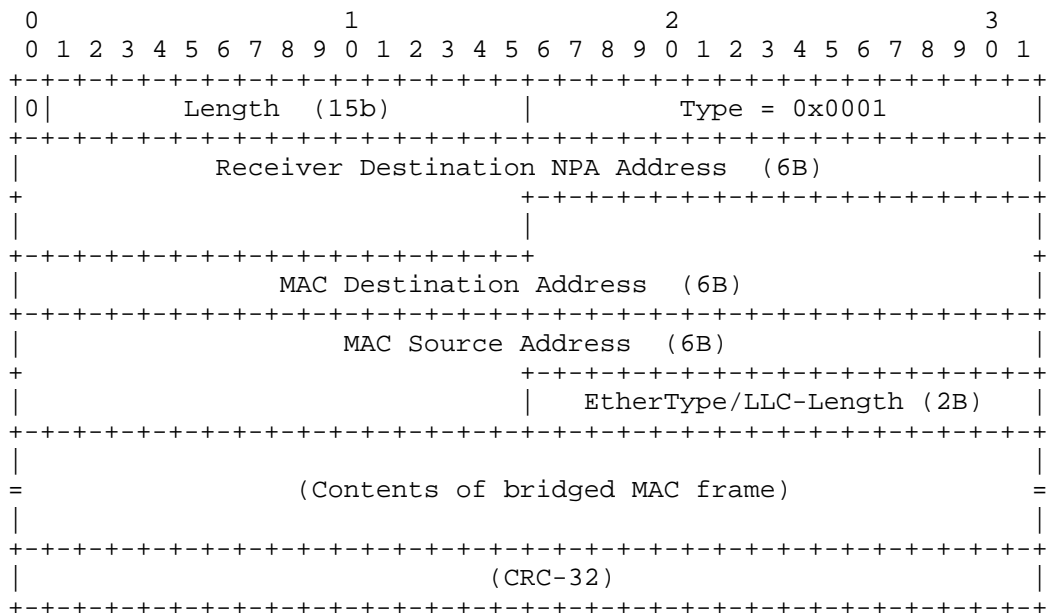 0                   1                   2                   3
 0 1 2 3 4 5 6 7 8 9 0 1 2 3 4 5 6 7 8 9 0 1 2 3 4 5 6 7 8 9 0 1
+-+-+-+-+-+-+-+-+-+-+-+-+-+-+-+-+-+-+-+-+-+-+-+-+-+-+-+-+-+-+-+-+
|0|        Length  (15b)        |         Type = 0x0001         |
+-+-+-+-+-+-+-+-+-+-+-+-+-+-+-+-+-+-+-+-+-+-+-+-+-+-+-+-+-+-+-+-+
|            Receiver Destination NPA Address  (6B)             |
+                               +-+-+-+-+-+-+-+-+-+-+-+-+-+-+-+-+
|                               |                               |
+-+-+-+-+-+-+-+-+-+-+-+-+-+-+-+-+                               +
|                MAC Destination Address  (6B)                  |
+-+-+-+-+-+-+-+-+-+-+-+-+-+-+-+-+-+-+-+-+-+-+-+-+-+-+-+-+-+-+-+-+
|                    MAC Source Address  (6B)                   |
+                               +-+-+-+-+-+-+-+-+-+-+-+-+-+-+-+-+
|                               |   EtherType/LLC-Length (2B)   |
+-+-+-+-+-+-+-+-+-+-+-+-+-+-+-+-+-+-+-+-+-+-+-+-+-+-+-+-+-+-+-+-+
|                                                               |
=                 (Contents of bridged MAC frame)               =
|                                                               |
+-+-+-+-+-+-+-+-+-+-+-+-+-+-+-+-+-+-+-+-+-+-+-+-+-+-+-+-+-+-+-+-+
|                             (CRC-32)                          |
+-+-+-+-+-+-+-+-+-+-+-+-+-+-+-+-+-+-+-+-+-+-+-+-+-+-+-+-+-+-+-+-+